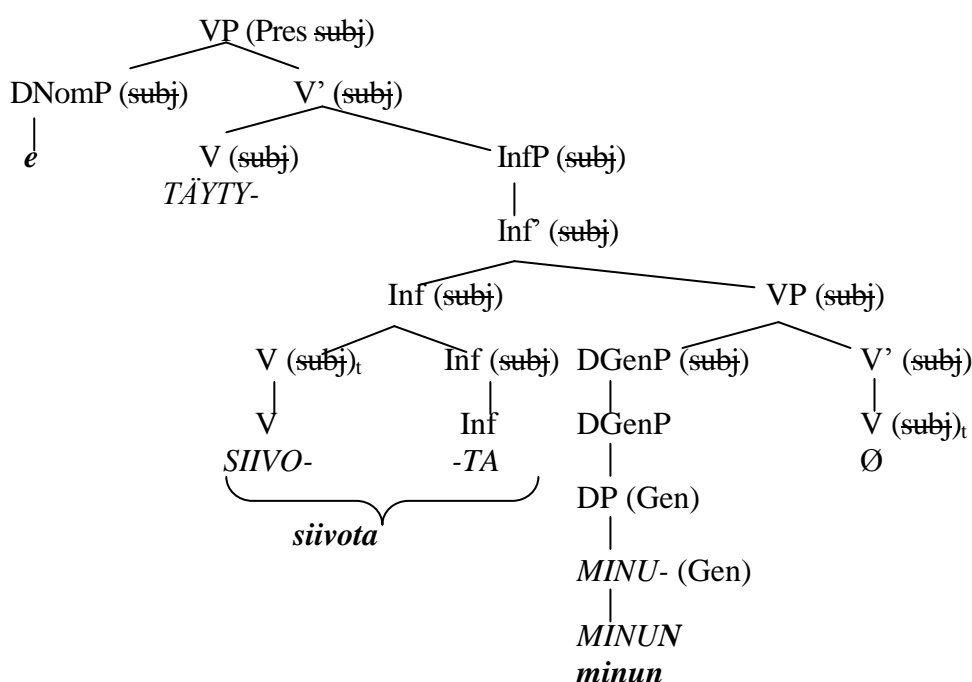 VP (Pres subj)
DNomP (subj) V’ (subj)
e V (subj) InfP (subj)
TÄYTY-
Inf’ (subj)
Inf (subj) VP (subj)
V (subj)t Inf (subj) DGenP (subj) V’ (subj)
V Inf DGenP V (subj)t
SIIVO- -TA Ø
DP (Gen)
siivota
MINU- (Gen)
MINUN
minun